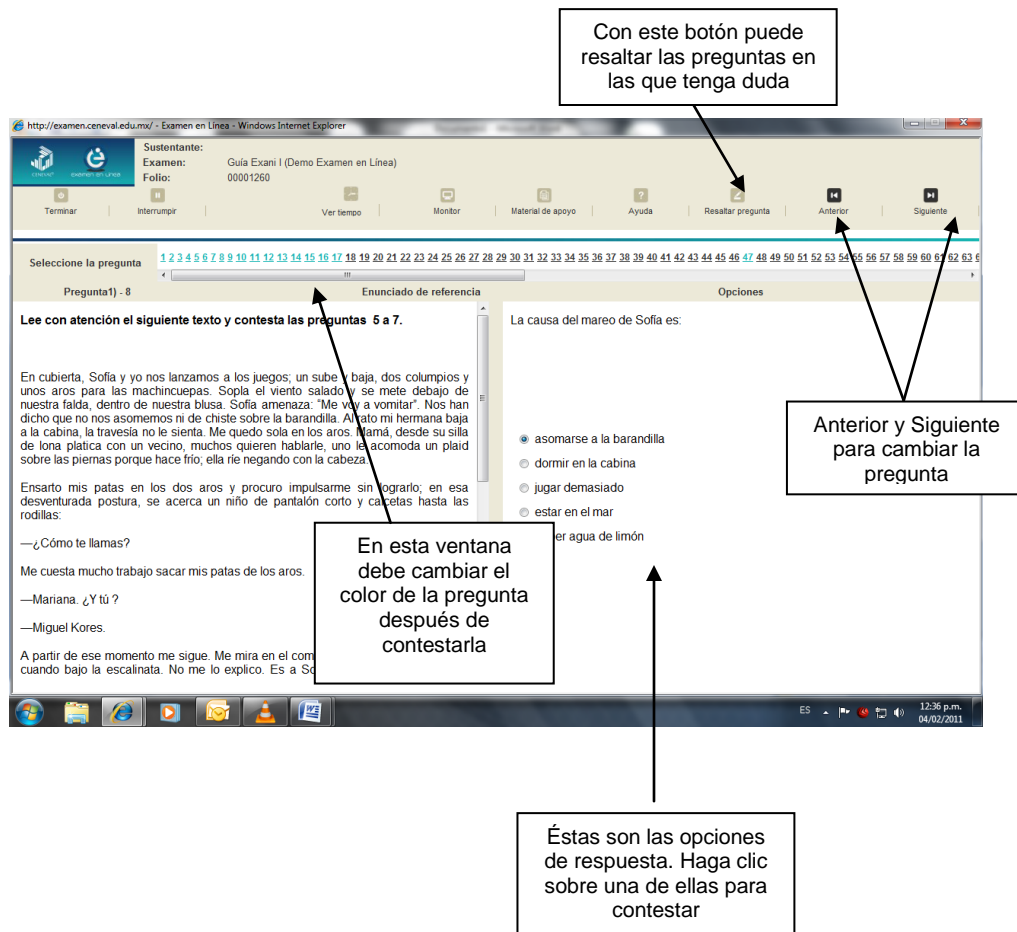 Con este botón puede
resaltar las preguntas en
las que tenga duda
http://examen.ceneval.edu.mx/ - Examen en Línea - Windows Internet Explorer
Sustentante:
Examen: Guía Exani I (Demo Examen en Línea)
Folio: 00001260
examen en línea
Terminar Interrumpir Ver tiempo Monitor Material de apoyo Ayuda Resaltar pregunta Anterior Siguiente
Seleccione la pregunta 1 2 3 4 5 6 7 8 9 10 11 12 13 14 15 16 17 18 19 20 21 22 23 24 25 26 27 28 29 30 31 32 33 34 35 36 37 38 39 40 41 42 43 44 45 46 47 48 49 50 51 52 53 54 55 56 57 58 59 60 61 62 63 6
Pregunta1) - 8 Enunciado de referencia Opciones
Lee con atención el siguiente texto y contesta las preguntas 5 a 7.
En cubierta, Sofía y yo nos lanzamos a los juegos; un sube y baja, dos columpios y
unos aros para las machincuepas. Sopla el viento salado y se mete debajo de
nuestra falda, dentro de nuestra blusa. Sofía amenaza: "Me voy a vomitar". Nos han
dicho que no nos asomemos ni de chiste sobre la barandilla. Al rato mi hermana baja
a la cabina, la travesía no le sienta. Me quedo sola en los aros. Mamá, desde su silla
de lona platica con un vecino, muchos quieren hablarle, uno le acomoda un plaid
sobre las piernas porque hace frío; ella ríe negando con la cabeza.
Ensarto mis patas en los dos aros y procuro impulsarme sin lograrlo; en esa
desventurada postura, se acerca un niño de pantalón corto y calcetas hasta las
rodillas:
—¿Cómo te llamas?
Me cuesta mucho trabajo sacar mis patas de los aros.
—Mariana. ¿Y tú ?
—Miguel Kores.
A partir de ese momento me sigue. Me mira en el com
cuando bajo la escalinata. No me lo explico. Es a So
La causa del mareo de Sofía es:
asomarse a la barandilla
dormir en la cabina
jugar demasiado
estar en el mar
er agua de limón
Anterior y Siguiente
para cambiar la
pregunta
En esta ventana
debe cambiar el
color de la pregunta
después de
contestarla
ES 12:36 p.m.
04/02/2011
Éstas son las opciones
de respuesta. Haga clic
sobre una de ellas para
contestar